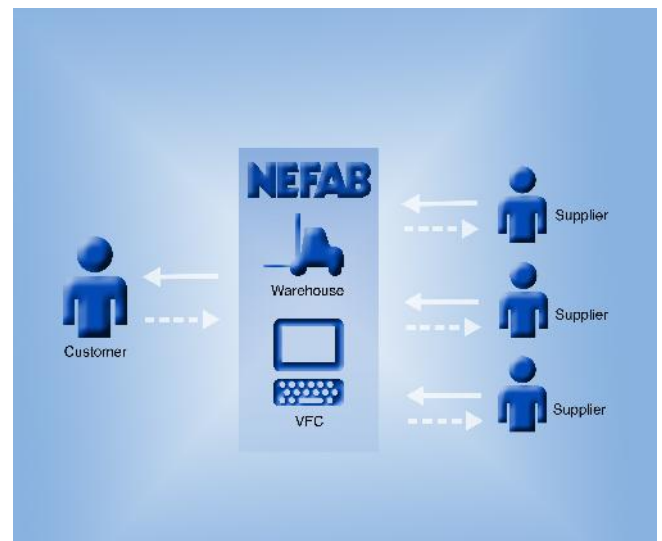 NEFAB
Warehouse
VFC
Customer
Supplier
Supplier
Supplier